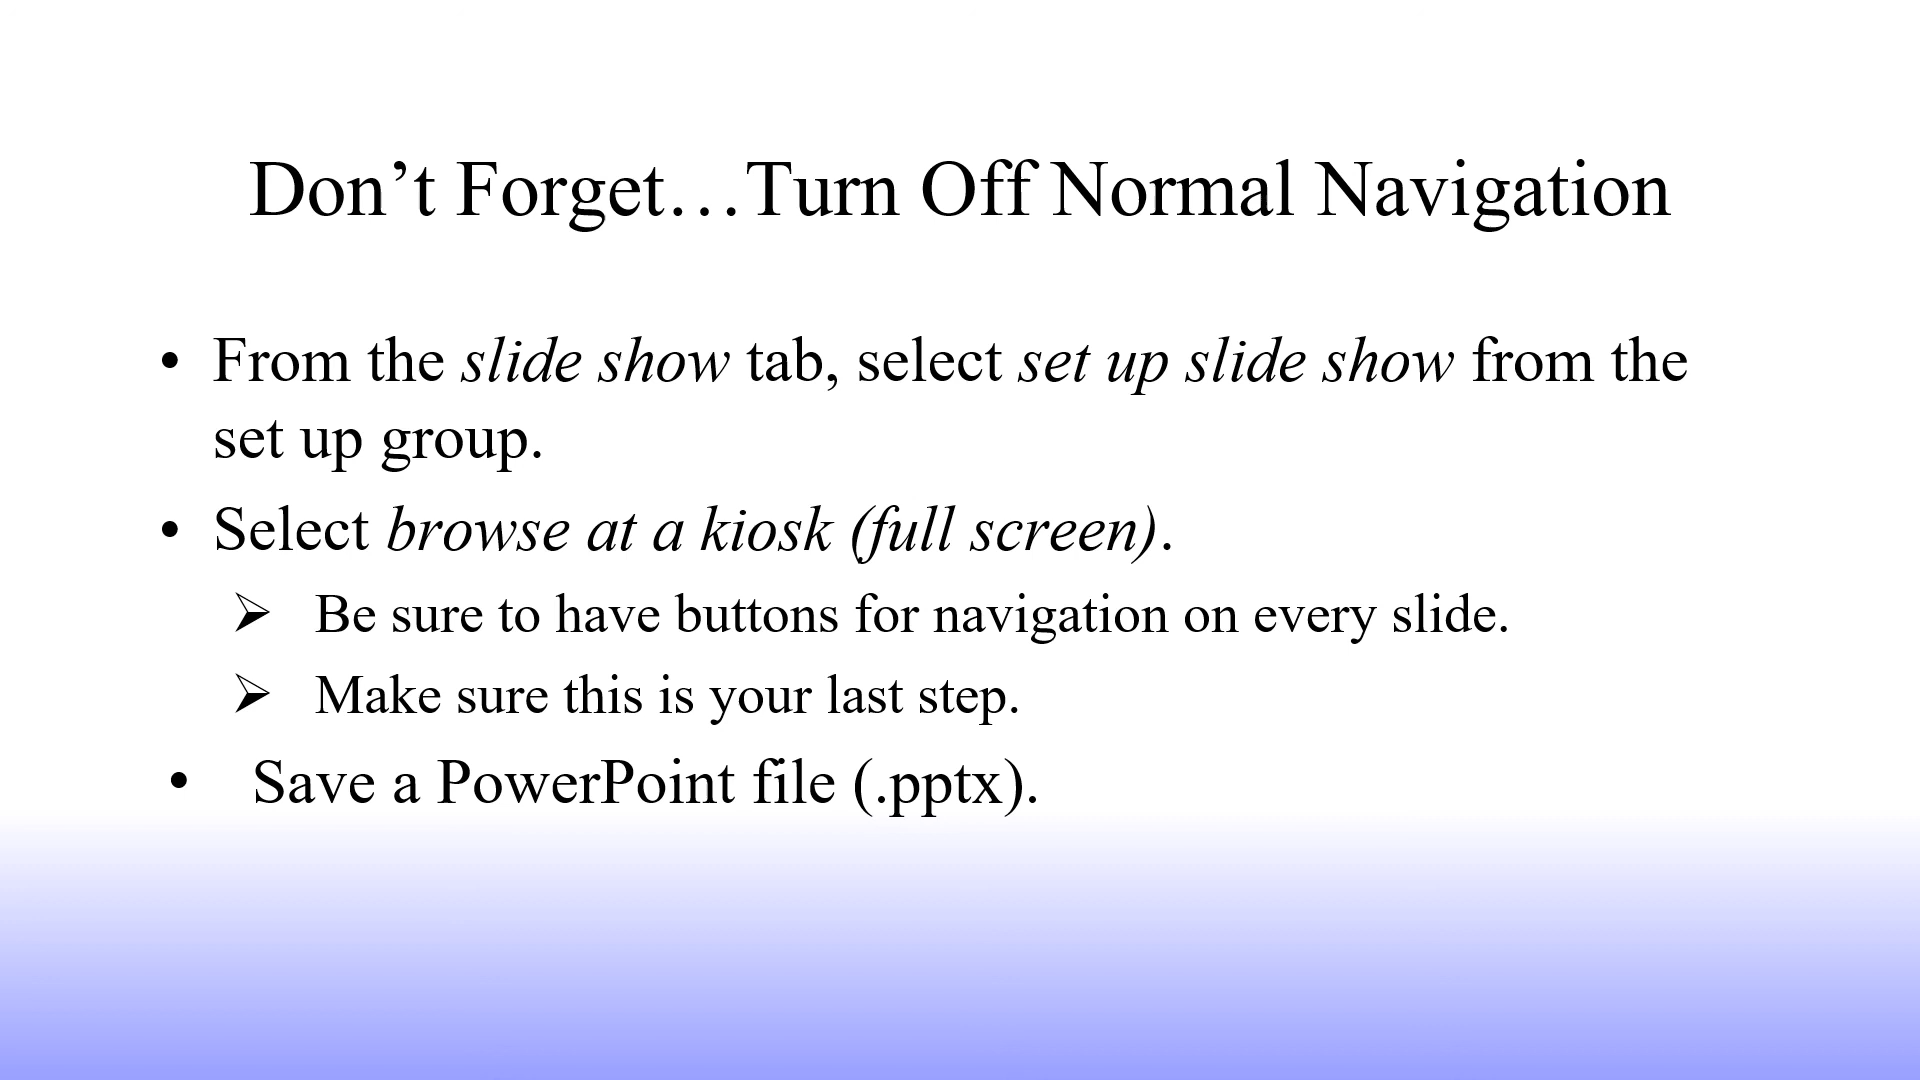 Don’t Forget…Turn Off Normal Navigation
• From the slide show tab, select set up slide show from the
set up group.
• Select browse at a kiosk (full screen).
➢ Be sure to have buttons for navigation on every slide.
➢ Make sure this is your last step.
• Save a PowerPoint file (.pptx).